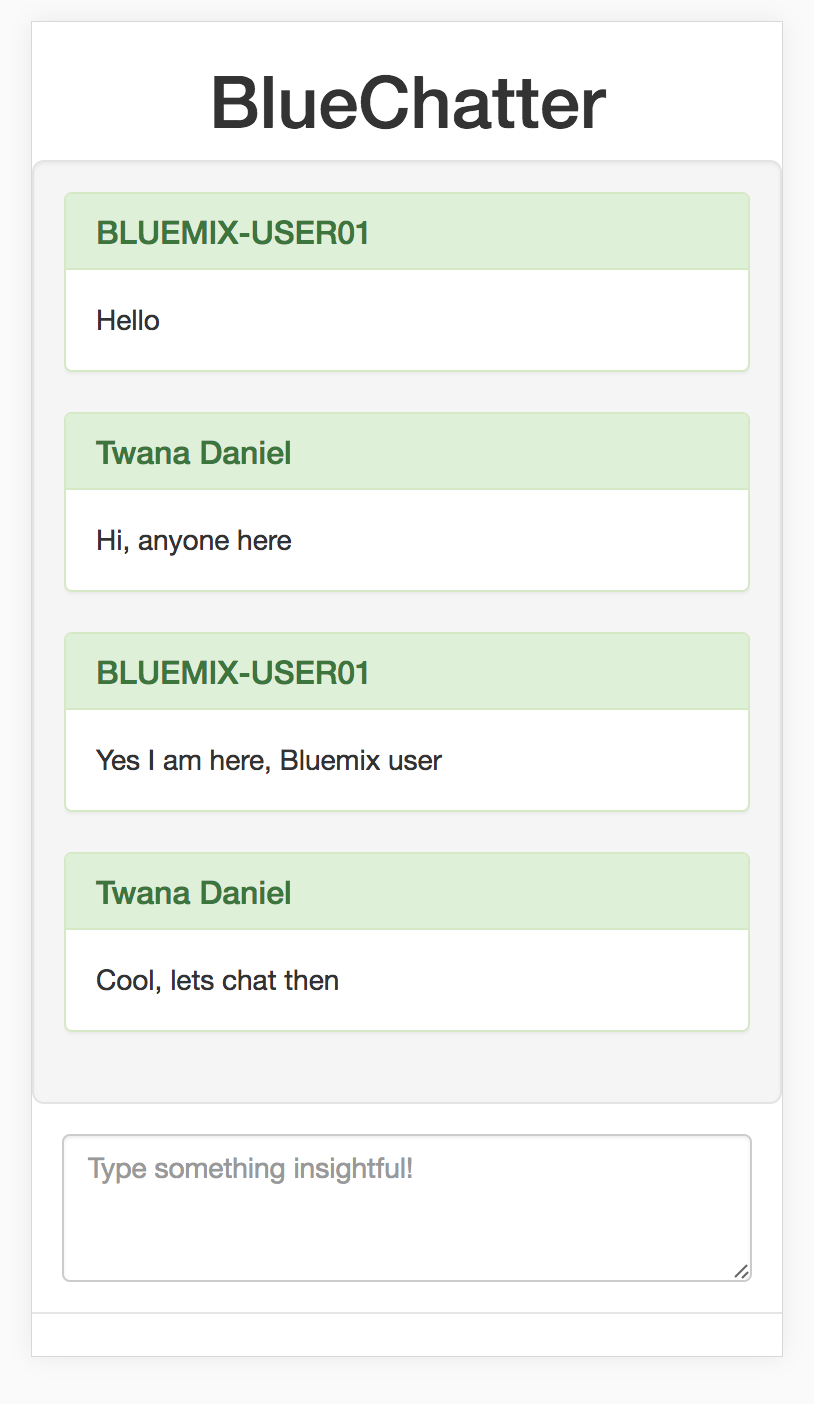 BlueChatter
BLUEMIX-USER01
Hello
Twana Daniel
Hi, anyone here
BLUEMIX-USER01
Yes I am here, Bluemix user
Twana Daniel
Cool, lets chat then
Type something insightful!